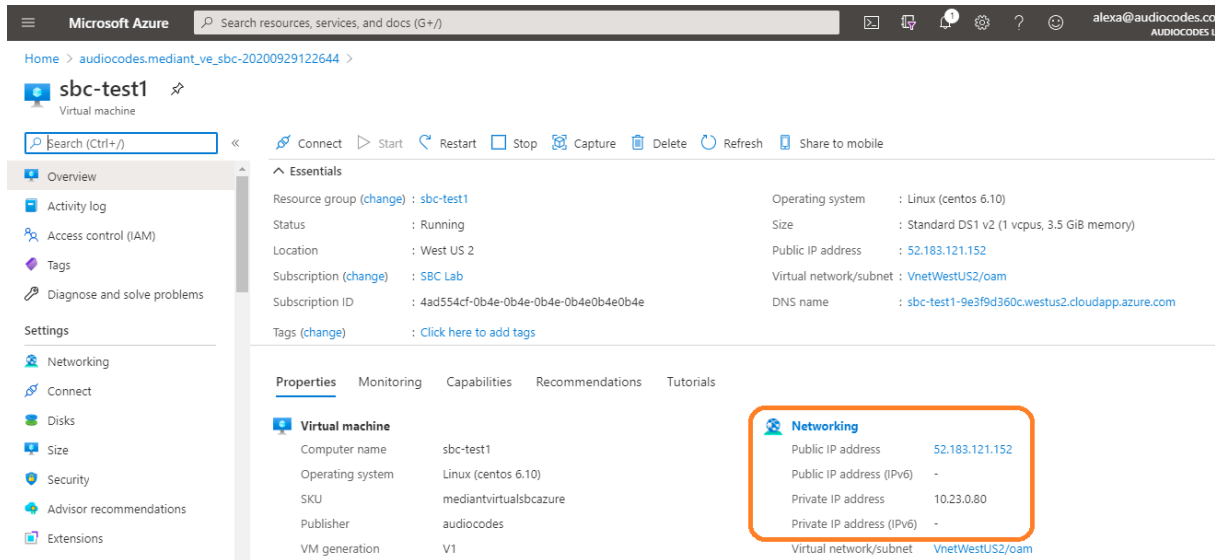 Microsoft Azure
Search resources, services, and docs (G+/)
1
alexa@audiocodes.co
AUDIOCODES L
Home > audiocodes.mediant_ve_sbc-20200929122644 >
sbc-test1
Virtual machine
Search (Ctrl+/)
«
Connect Start Restart Stop Capture Delete Refresh Share to mobile
Overview
Activity log
Access control (IAM)
Tags
Diagnose and solve problems
Settings
Networking
Connect
Disks
Size
Security
Advisor recommendations
Extensions
Essentials
Resource group (change) : sbc-test1
Status : Running
Location : West US 2
Subscription (change) : SBC Lab
Subscription ID : 4ad554cf-0b4e-0b4e-0b4e-0b4e0b4e0b4e
Tags (change) : Click here to add tags
Operating system : Linux (centos 6.10)
Size : Standard DS1 v2 (1 vcpus, 3.5 GiB memory)
Public IP address : 52.183.121.152
Virtual network/subnet : VnetWestUS2/oam
DNS name : sbc-test1-9e3f9d360c.westus2.cloudapp.azure.com
Properties Monitoring Capabilities Recommendations Tutorials
Virtual machine
Computer name sbc-test1
Operating system Linux (centos 6.10)
SKU mediantvirtualsbcazure
Publisher audiocodes
VM generation V1
Networking
Public IP address 52.183.121.152
Public IP address (IPv6) -
Private IP address 10.23.0.80
Private IP address (IPv6) -
Virtual network/subnet VnetWestUS2/oam